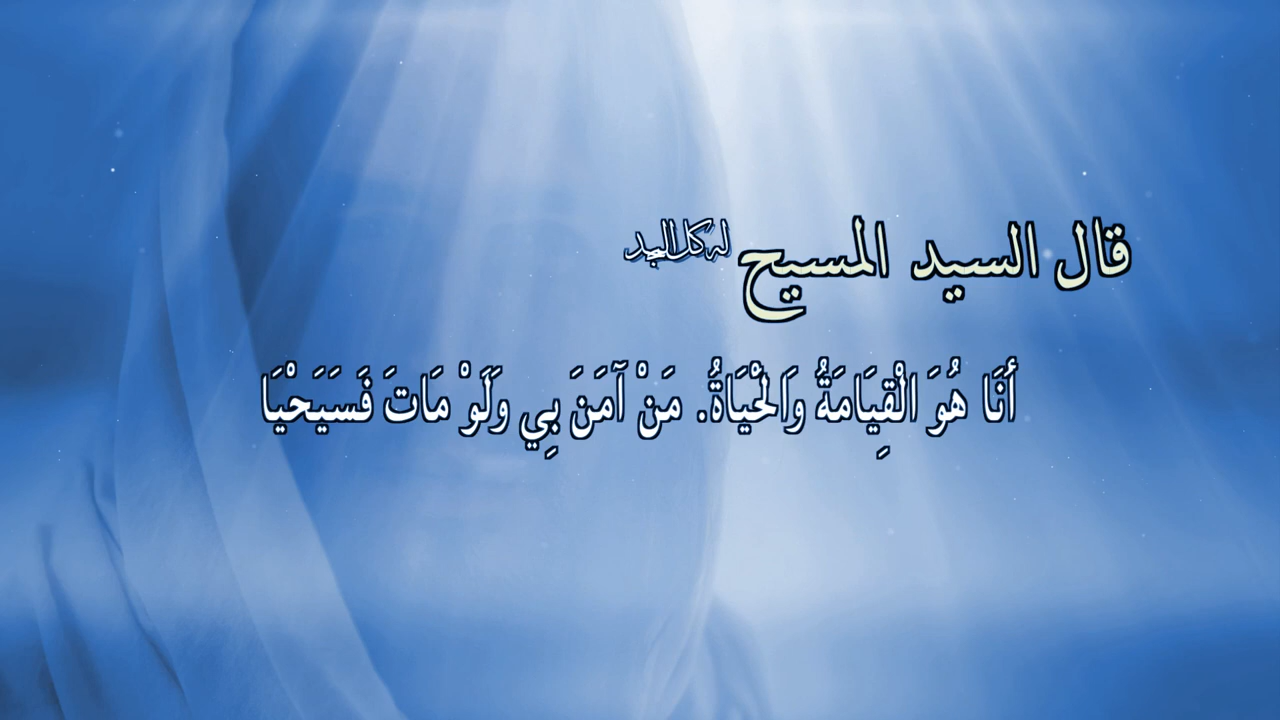 قال السيد المسيح له كل المجد
أَنَا هُوَ الْقِيَامَةُ وَالْحَيَاةُ. مَنْ آمَنَ بِي وَلَوْ مَاتَ فَسَيَحْيَا